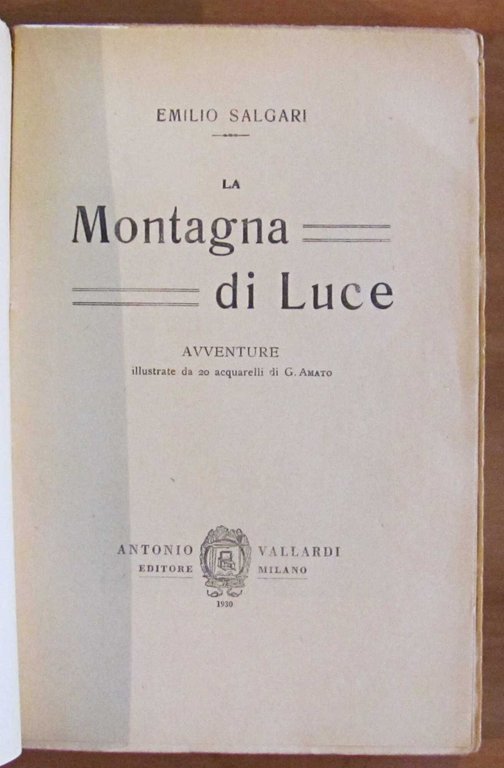 EMILIO SALGARI
LA
Montagna
di Luce
AVVENTURE
illustrate da 20 acquarelli di G. AMATO
ANTONIO VALLARDI
EDITORE MILANO
1930